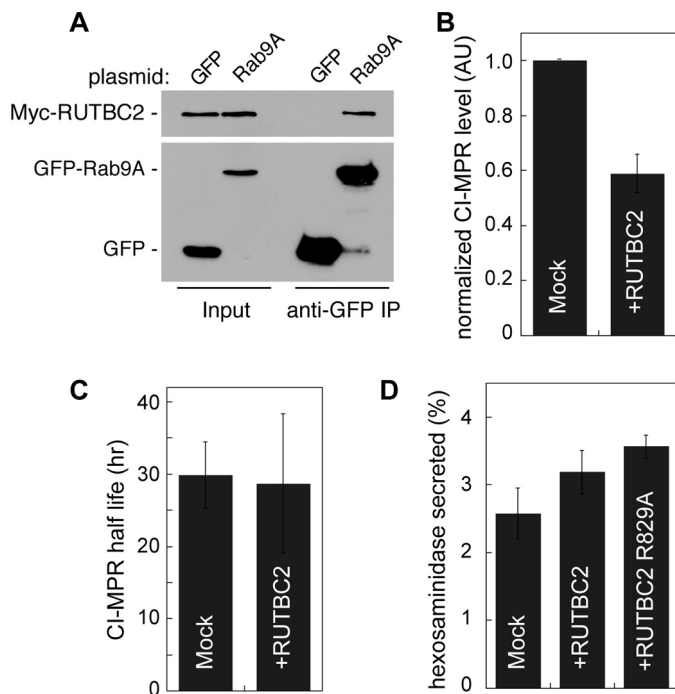 A
plasmid: GFP Rab9A GFP Rab9A
Myc-RUTBC2 -
GFP-Rab9A -
GFP -
Input anti-GFP IP
B
normalized CI-MPR level (AU)
1.0
0.8
0.6
0.4
0.2
0
Mock
+RUTBC2
C
CI-MPR half life (hr)
40
30
20
10
0
Mock
+RUTBC2
D
hexosaminidase secreted (%)
4
3
2
1
0
Mock
+RUTBC2
+RUTBC2 R829A